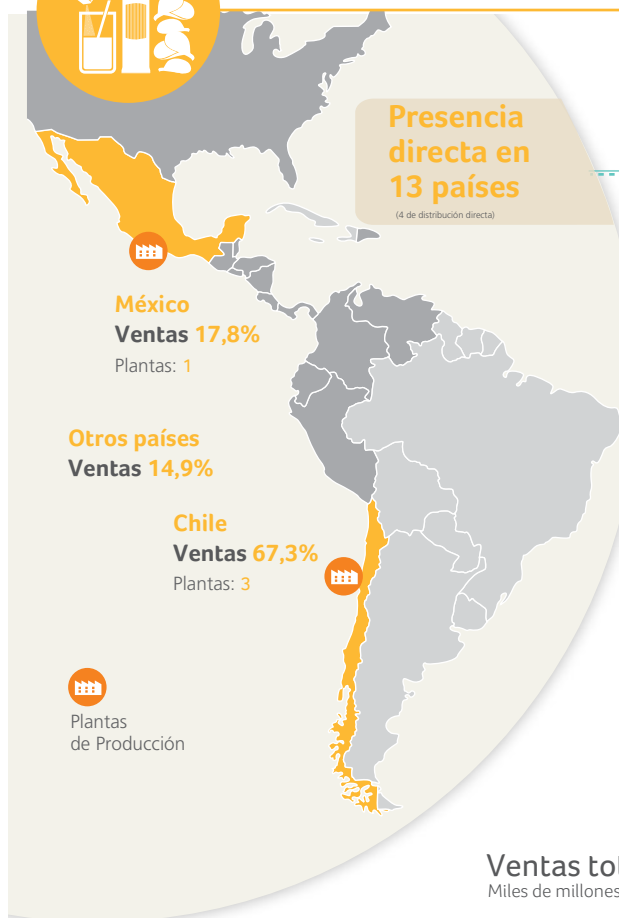 Presencia
directa en
13 países
(4 de distribución directa)
México
Ventas 17,8%
Plantas: 1
Otros países
Ventas 14,9%
Chile
Ventas 67,3%
Plantas: 3
Plantas
de Producción
Ventas
Miles de millones